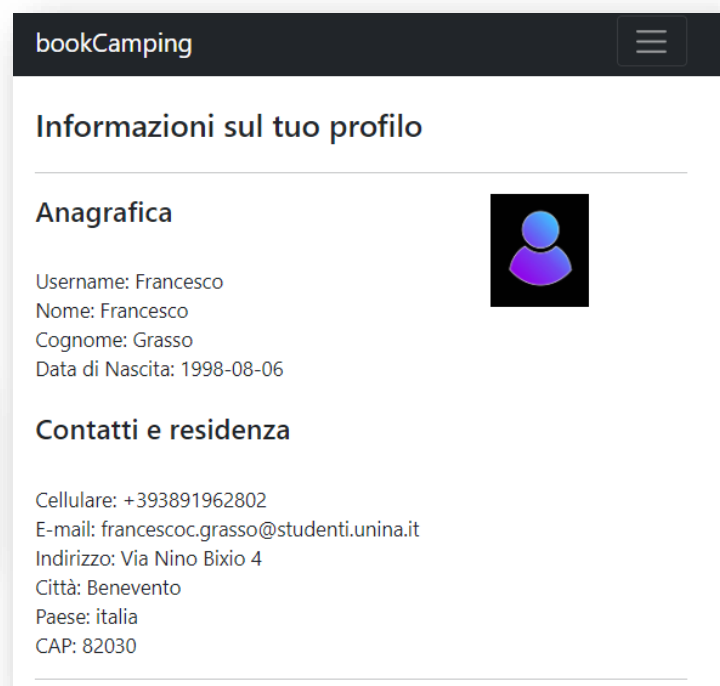 bookCamping
Informazioni sul tuo profilo
Anagrafica
Username: Francesco
Nome: Francesco
Cognome: Grasso
Data di Nascita: 1998-08-06
Contatti e residenza
Cellulare: +393891962802
E-mail: francescoc.grasso@studenti.unina.it
Indirizzo: Via Nino Bixio 4
Città: Benevento
Paese: italia
CAP: 82030